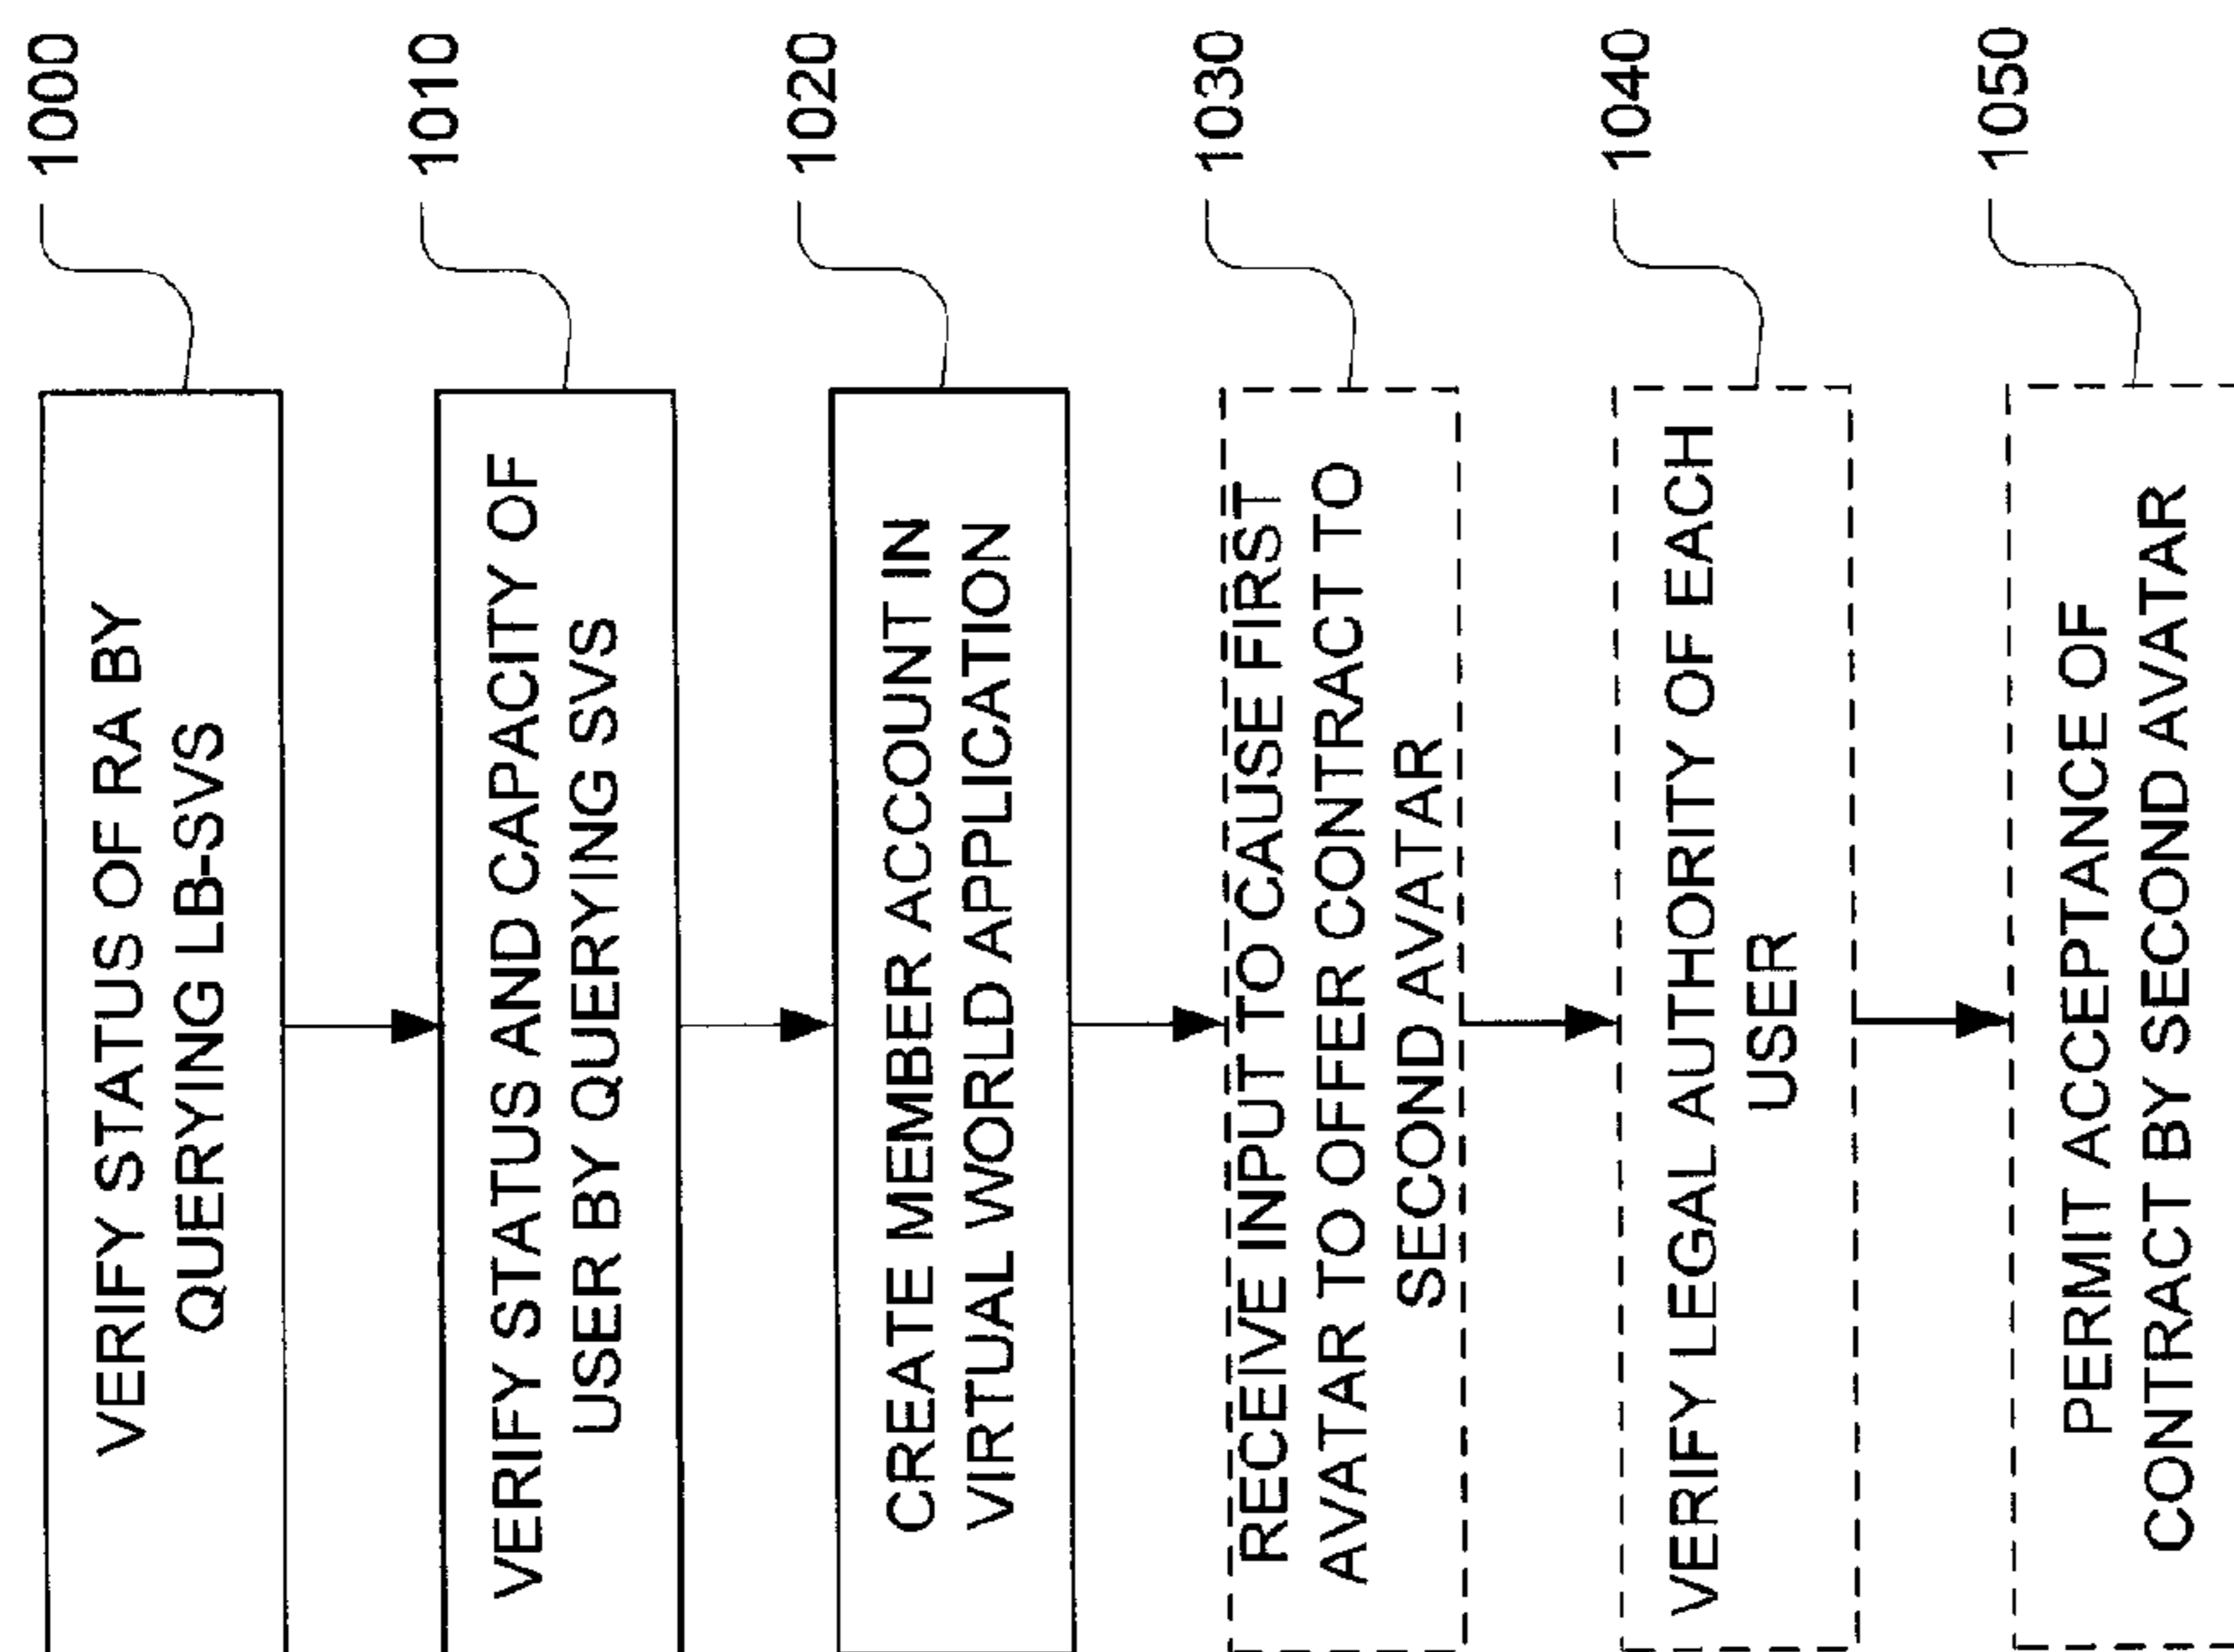 1000
VERIFY STATUS OF RA BY
QUERYING LB-SVS
1010
VERIFY STATUS AND CAPACITY OF
USER BY QUERYING SVS
1020
CREATE MEMBER ACCOUNT IN
VIRTUAL WORLD APPLICATION
1030
RECEIVE INPUT TO CAUSE FIRST
AVATAR TO OFFER CONTRACT TO
SECOND AVATAR
1040
VERIFY LEGAL AUTHORITY OF EACH
USER
1050
PERMIT ACCEPTANCE OF
CONTRACT BY SECOND AVATAR